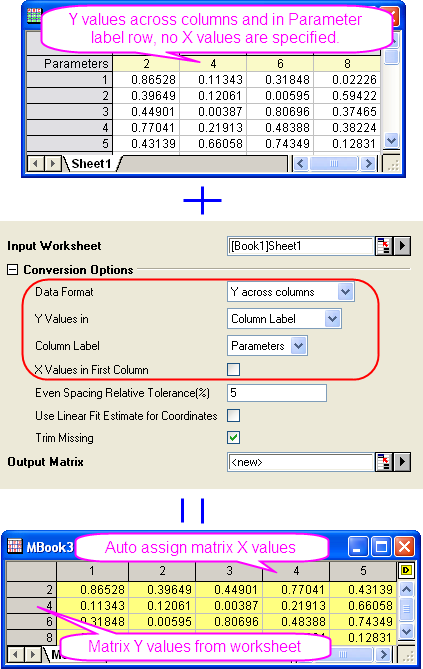 Y values across columns and in Parameter
label row, no X values are specified.
Parameters 2 4 6 8
1 0.86528 0.11343 0.31848 0.02226
2 0.39649 0.12061 0.00595 0.59422
3 0.44901 0.00387 0.80696 0.37465
4 0.77041 0.21913 0.48388 0.38224
5 0.43139 0.66058 0.74349 0.12831
Sheet1
+
Input Worksheet [Book1]Sheet1
Conversion Options
Data Format Y across columns
Y Values in Column Label
Column Label Parameters
X Values in First Column
Even Spacing Relative Tolerance(%) 5
Use Linear Fit Estimate for Coordinates
Trim Missing
Output Matrix <new>
MBook3
Auto assign matrix X values
1 2 3 4 5 D
2 0.86528 0.39649 0.44901 0.77041 0.43139
4 0.11343 0.12061 0.00387 0.21913 0.66058
0.31848 0.00595 0.80696 0.48388 0.74349
8 0.12831
Matrix Y values from worksheet